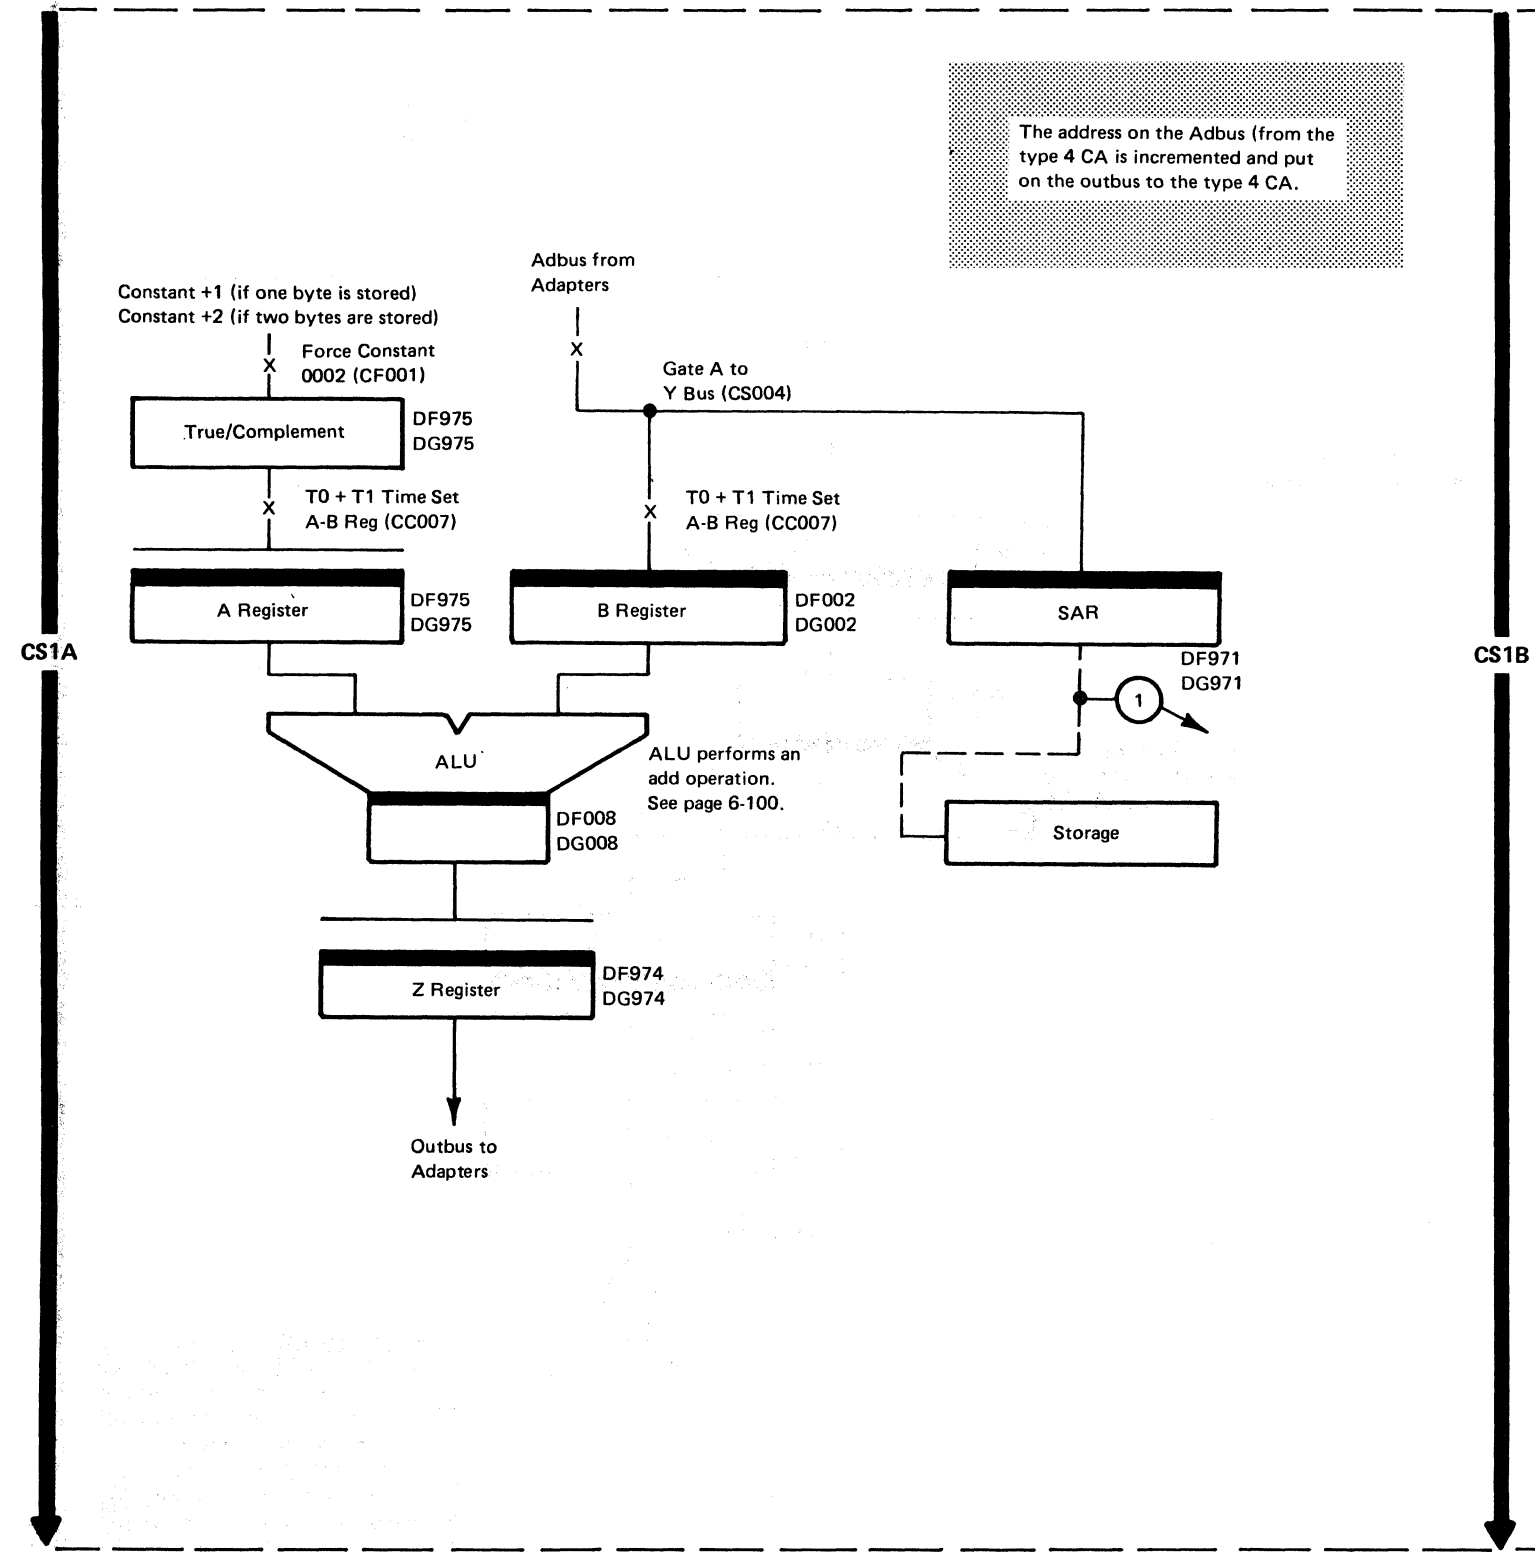 The address on the Adbus (from the
type 4 CA is incremented and put
on the outbus to the type 4 CA.
Adbus from
Adapters
Constant +1 (if one byte is stored)
Constant +2 (if two bytes are stored)
X
Force Constant
0002 (CF001)
X
Gate A to
Y Bus (CS004)
True/Complement
DF975
DG975
X
T0 + T1 Time Set
A-B Reg (CC007)
X
T0 + T1 Time Set
A-B Reg (CC007)
A Register
DF975
DG975
B Register
DF002
DG002
SAR
DF971
DG971
CS1A
CS1B
1
ALU
ALU performs an
add operation.
See page 6-100.
DF008
DG008
Storage
Z Register
DF974
DG974
Outbus to
Adapters